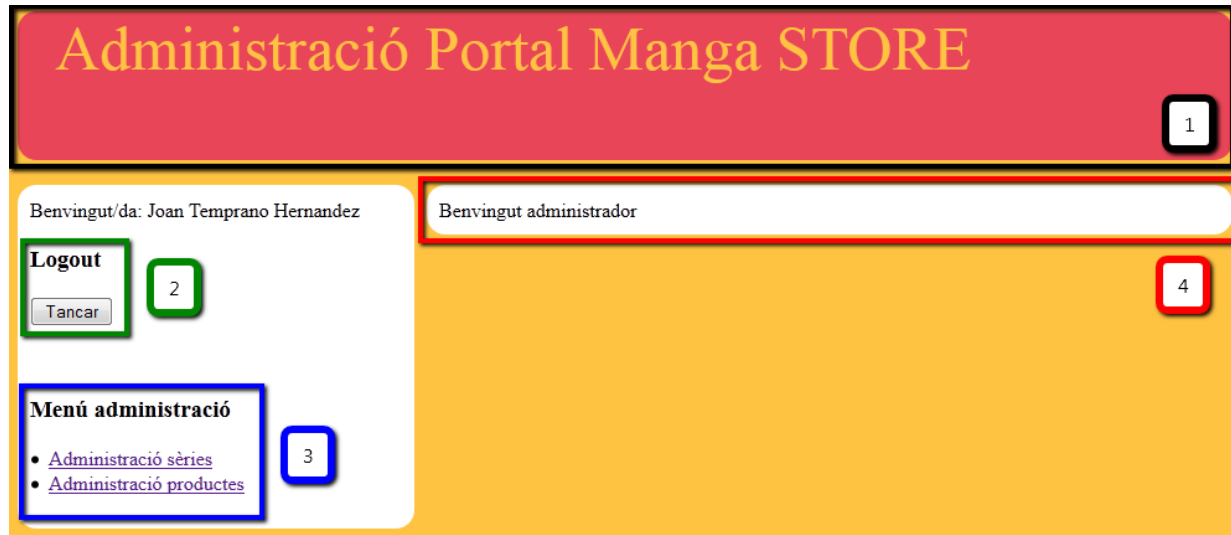 Administració Portal Manga STORE
1
Benvingut/da: Joan Temprano Hernandez
Logout
2
Tancar
Menú administració
3
Administració sèries
Administració productes
Benvingut administrador
4